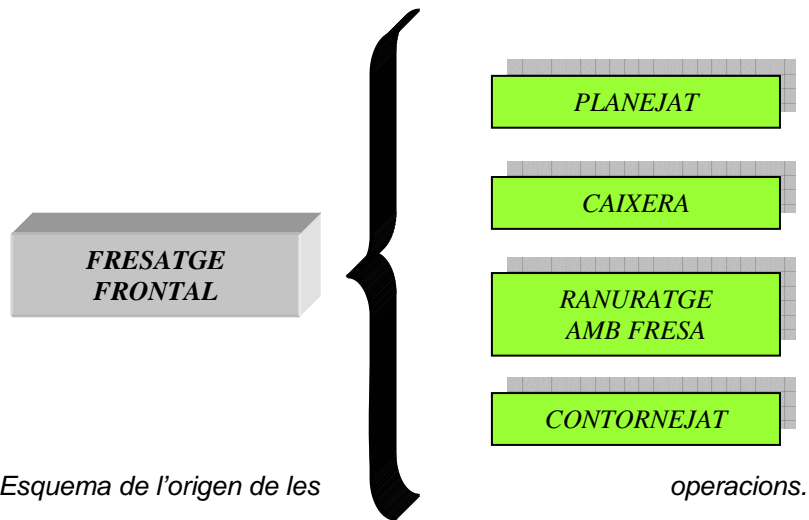 FRESATGE
FRONTAL
PLANEJAT
CAIXERA
RANURATGE
AMB FRESA
CONTORNEJAT
Esquema de l’origen de les operacions.